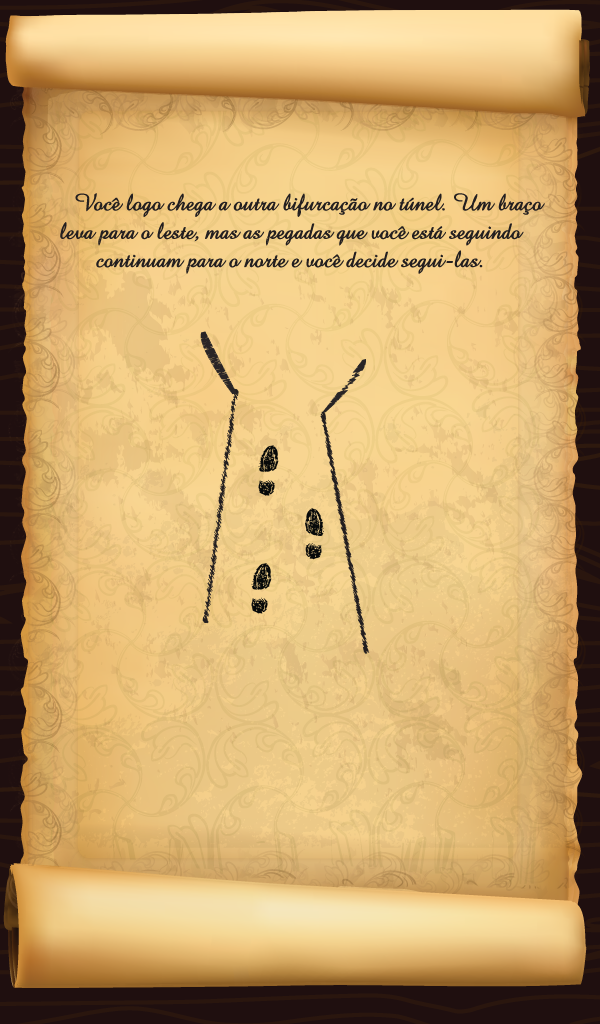 Você logo chega a outra bifurcação no túnel. Um braço
leva para o leste, mas as pegadas que você está seguindo
continuam para o norte e você decide segui-las.